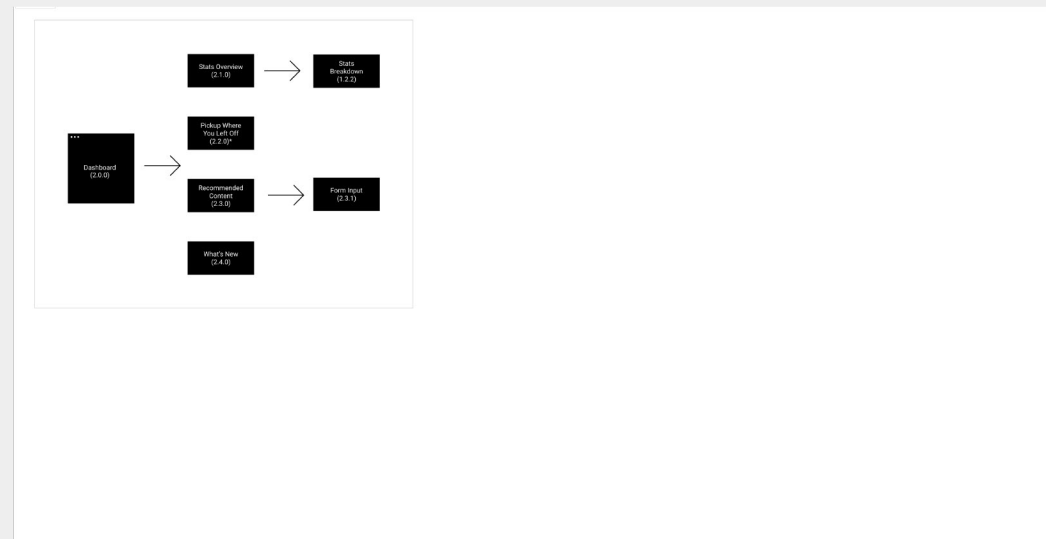 Stats Overview
(2.1.0)
Stats
Breakdown
(1.2.2)
Pickup Where
You Left Off
(2.2.0)*
Dashboard
(2.0.0)
Recommended
Content
(2.3.0)
Form Input
(2.3.1)
What's New
(2.4.0)